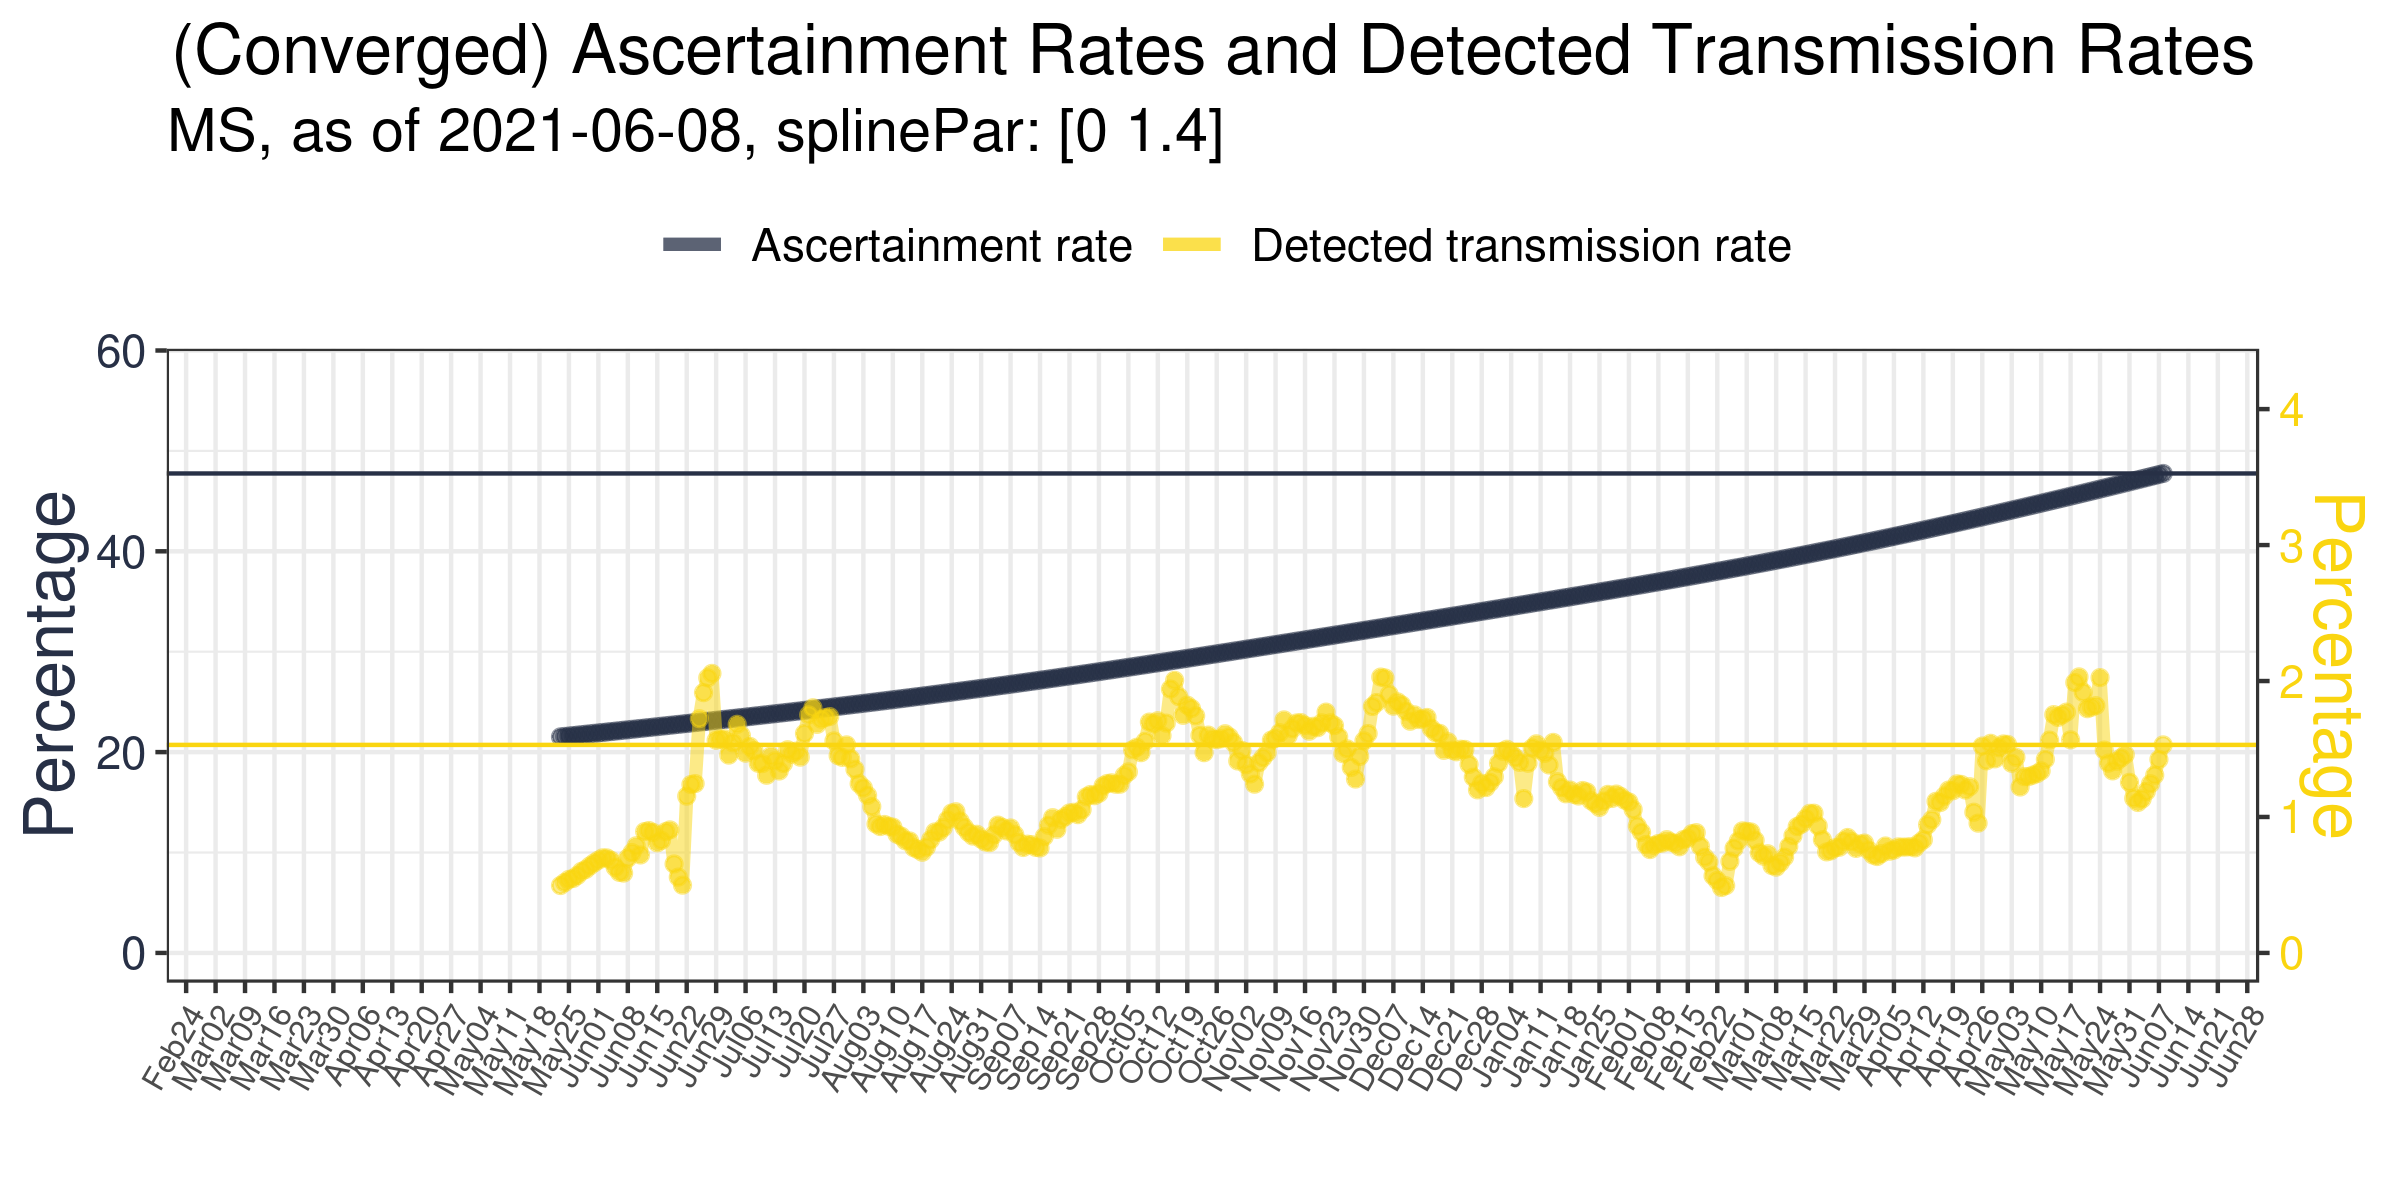 (Converged) Ascertainment Rates and Detected Transmission Rates
MS, as of 2021-06-08, splinePar: [0 1.4]
Ascertainment rate
Detected transmission rate
Percentage
60
40
20
0
4
3
2
1
0
Percentage
Feb24
Mar02
Mar09
Mar16
Mar23
Mar30
Apr06
Apr13
Apr20
Apr27
May04
May11
May18
May25
Jun01
Jun08
Jun15
Jun22
Jun29
Jul06
Jul13
Jul20
Jul27
Aug03
Aug10
Aug17
Aug24
Aug31
Sep07
Sep14
Sep21
Sep28
Oct05
Oct12
Oct19
Oct26
Nov02
Nov09
Nov16
Nov23
Nov30
Dec07
Dec14
Dec21
Dec28
Jan04
Jan11
Jan18
Jan25
Feb01
Feb08
Feb15
Feb22
Mar01
Mar08
Mar15
Mar22
Mar29
Apr05
Apr12
Apr19
Apr26
May03
May10
May17
May24
May31
Jun07
Jun14
Jun21
Jun28